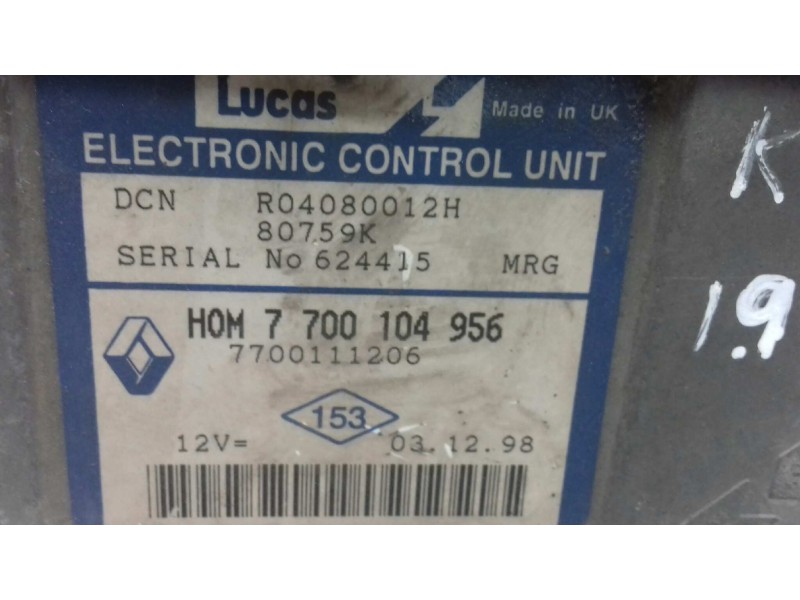 Lucas Made in UK
ELECTRONIC CONTROL UNIT
DCN R04080012H
80759K
SERIAL No 624415 MRG
HOM 7 700 104 956
7700111206
153
12V= 03.12.98
K
1.9